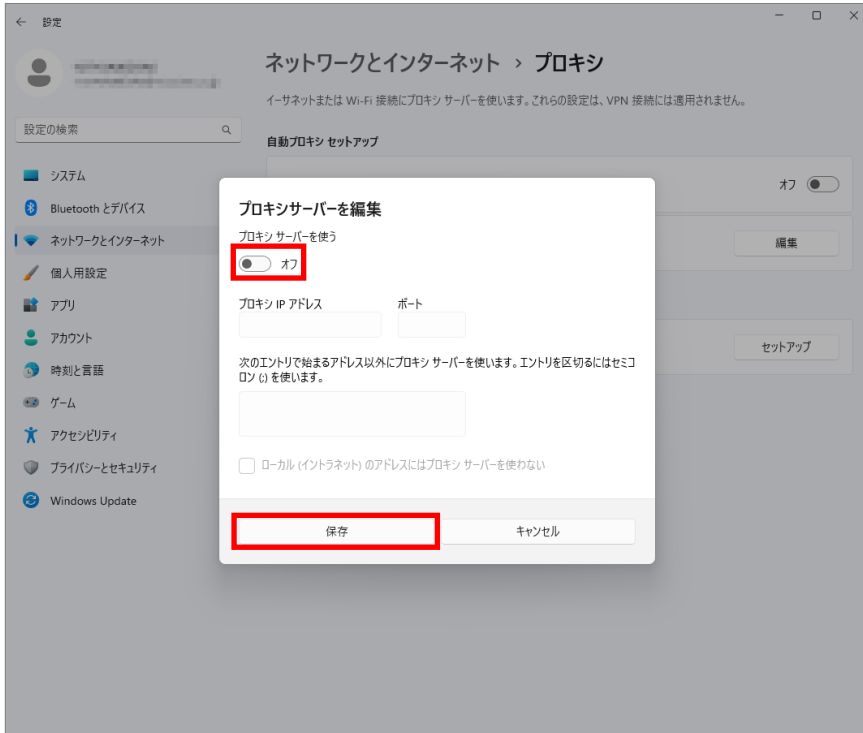 設定
ネットワークとインターネット › プロキシ
イーサネットまたは Wi-Fi 接続にプロキシ サーバーを使います。これらの設定は、VPN 接続には適用されません。
設定の検索
自動プロキシ セットアップ
システム
オフ
Bluetooth とデバイス
ネットワークとインターネット
編集
個人用設定
アプリ
アカウント
セットアップ
時刻と言語
ゲーム
アクセシビリティ
プライバシーとセキュリティ
Windows Update
プロキシサーバーを編集
プロキシ サーバーを使う
オフ
プロキシ IP アドレス
ポート
次のエントリで始まるアドレス以外にプロキシ サーバーを使います。エントリを区切るにはセミコ
ロン (;) を使います。
ローカル (イントラネット) のアドレスにはプロキシ サーバーを使わない
保存
キャンセル